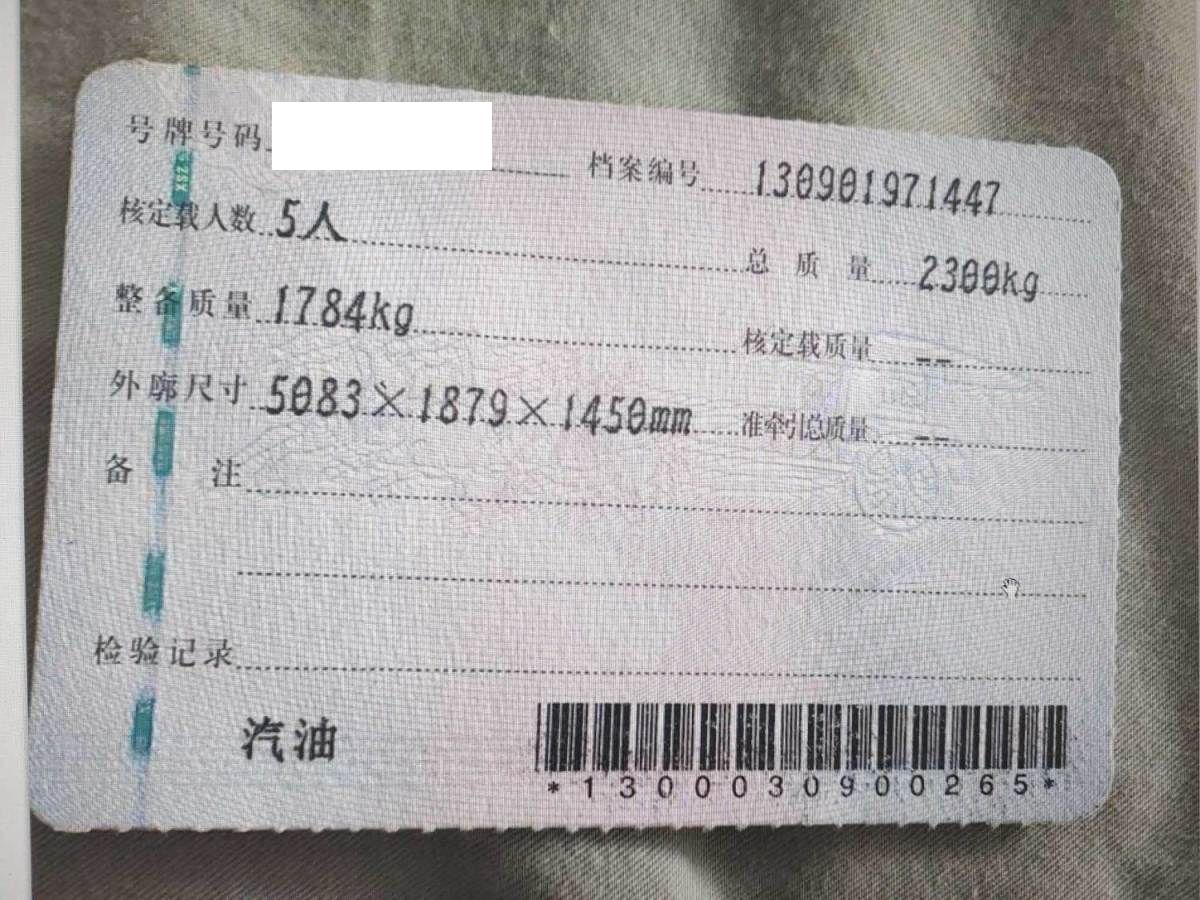 号牌号码 档案编号 130901971447
核定载人数 5人 总质量 2300kg
整备质量 1784kg 核定载质量 --
外廓尺寸 5083×1879×1450mm 准牵引总质量 --
备注
检验记录
汽油
*1300030900265*